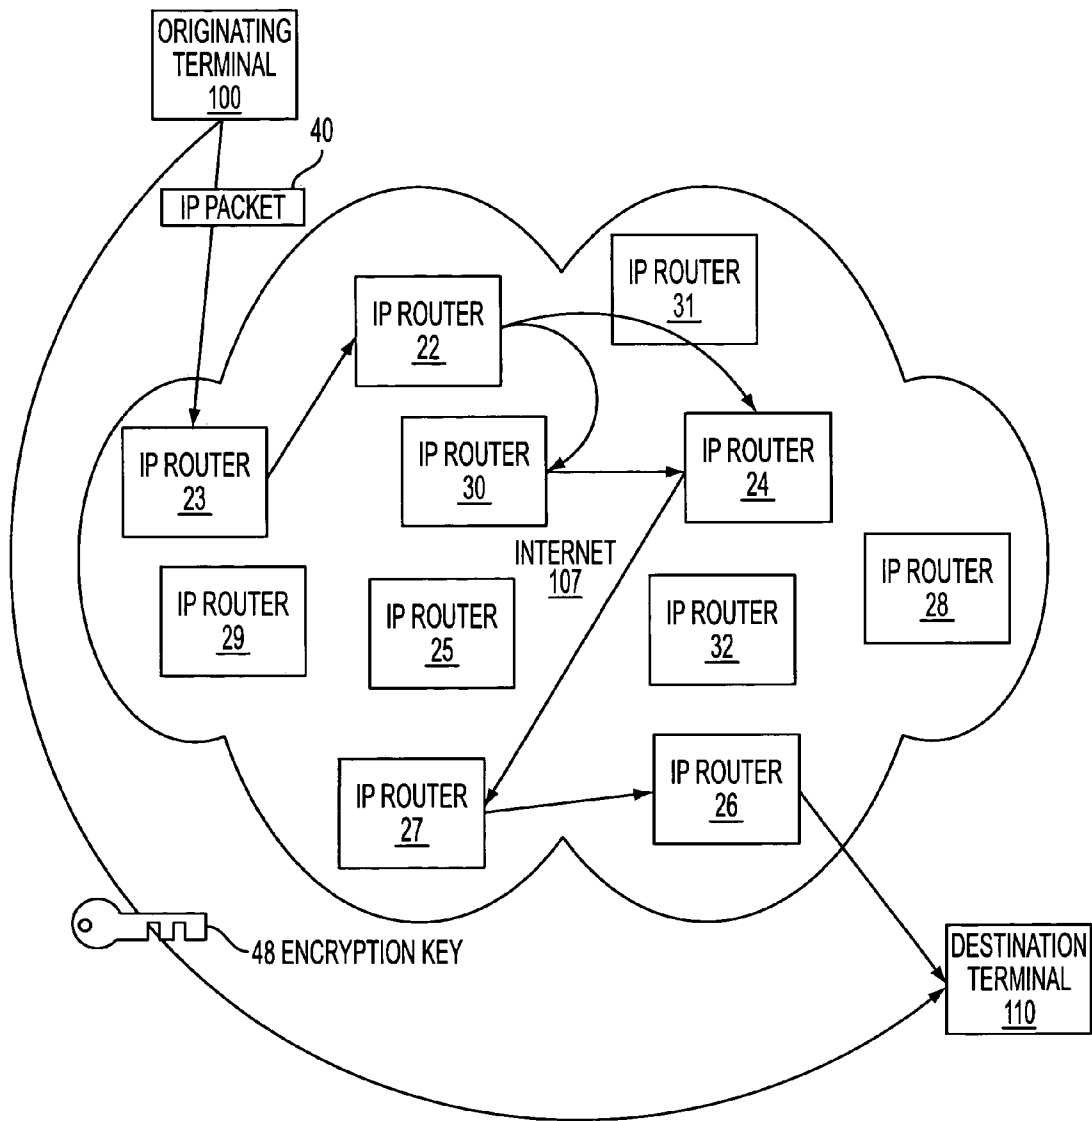 ORIGINATING
TERMINAL
100
40
IP PACKET
IP ROUTER
31
IP ROUTER
22
IP ROUTER
23
IP ROUTER
30
IP ROUTER
24
INTERNET
107
IP ROUTER
28
IP ROUTER
29
IP ROUTER
25
IP ROUTER
32
IP ROUTER
27
IP ROUTER
26
48 ENCRYPTION KEY
DESTINATION
TERMINAL
110